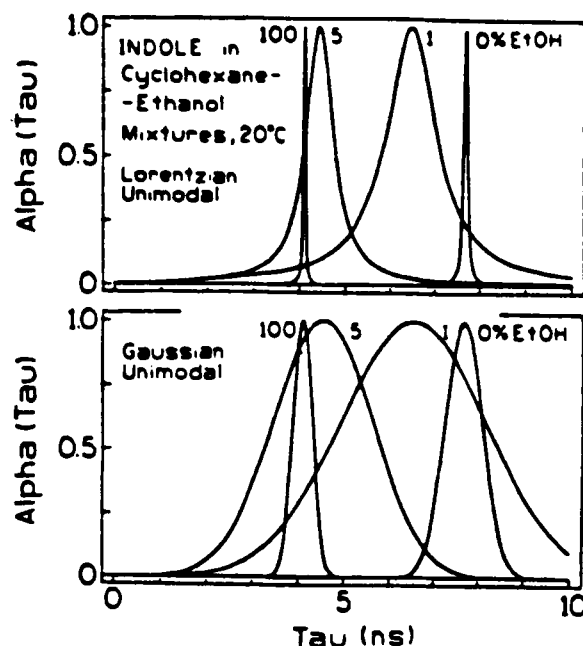 1.0
INDOLE in
100 5 1 0% EtOH
Cyclohexane-
-Ethanol
Mixtures, 20°C
0.5
Lorentzian
Unimodal
0
Alpha (Tau)
1.0
100 5 1 0% EtOH
Gaussian
Unimodal
0.5
0
Alpha (Tau)
0 5 10
Tau (ns)